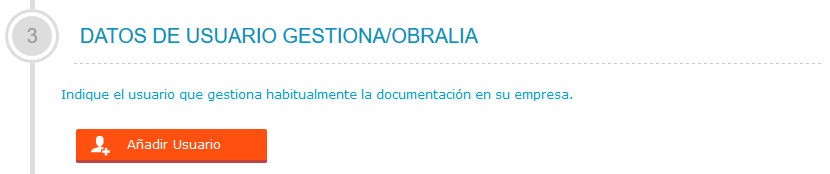 3
DATOS DE USUARIO GESTIONA/OBRALIA
Indique el usuario que gestiona habitualmente la documentación en su empresa.
Añadir Usuario